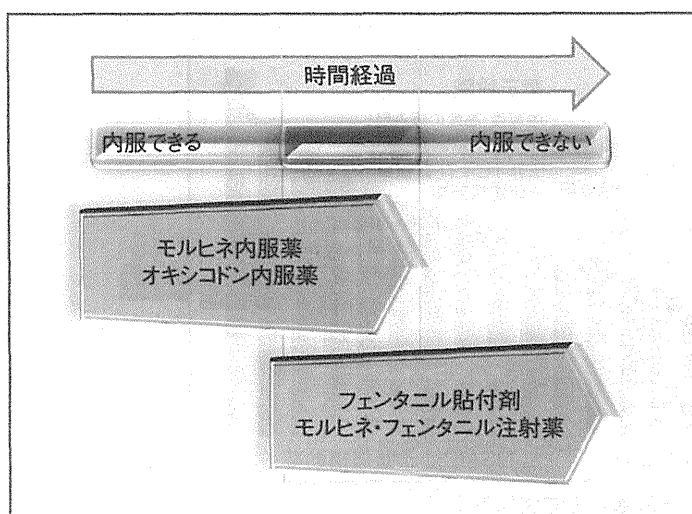 時間経過
内服できる
内服できない
モルヒネ内服薬
オキシコドン内服薬
フェンタニル貼付剤
モルヒネ・フェンタニル注射薬